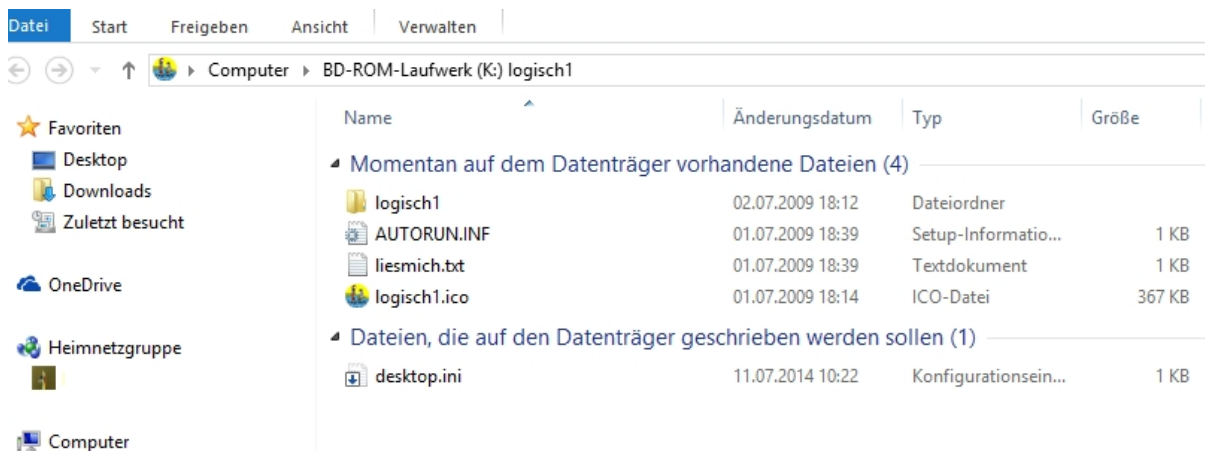 Datei Start Freigeben Ansicht Verwalten
Computer BD-ROM-Laufwerk (K:) logisch1
Name Änderungsdatum Typ Größe
Favoriten
Desktop
Downloads
Zuletzt besucht
OneDrive
Heimnetzgruppe
Computer
Momentan auf dem Datenträger vorhandene Dateien (4)
logisch1 02.07.2009 18:12 Dateiordner
AUTORUN.INF 01.07.2009 18:39 Setup-Informatio... 1 KB
liesmich.txt 01.07.2009 18:39 Textdokument 1 KB
logisch1.ico 01.07.2009 18:14 ICO-Datei 367 KB
Dateien, die auf den Datenträger geschrieben werden sollen (1)
desktop.ini 11.07.2014 10:22 Konfigurationsein... 1 KB